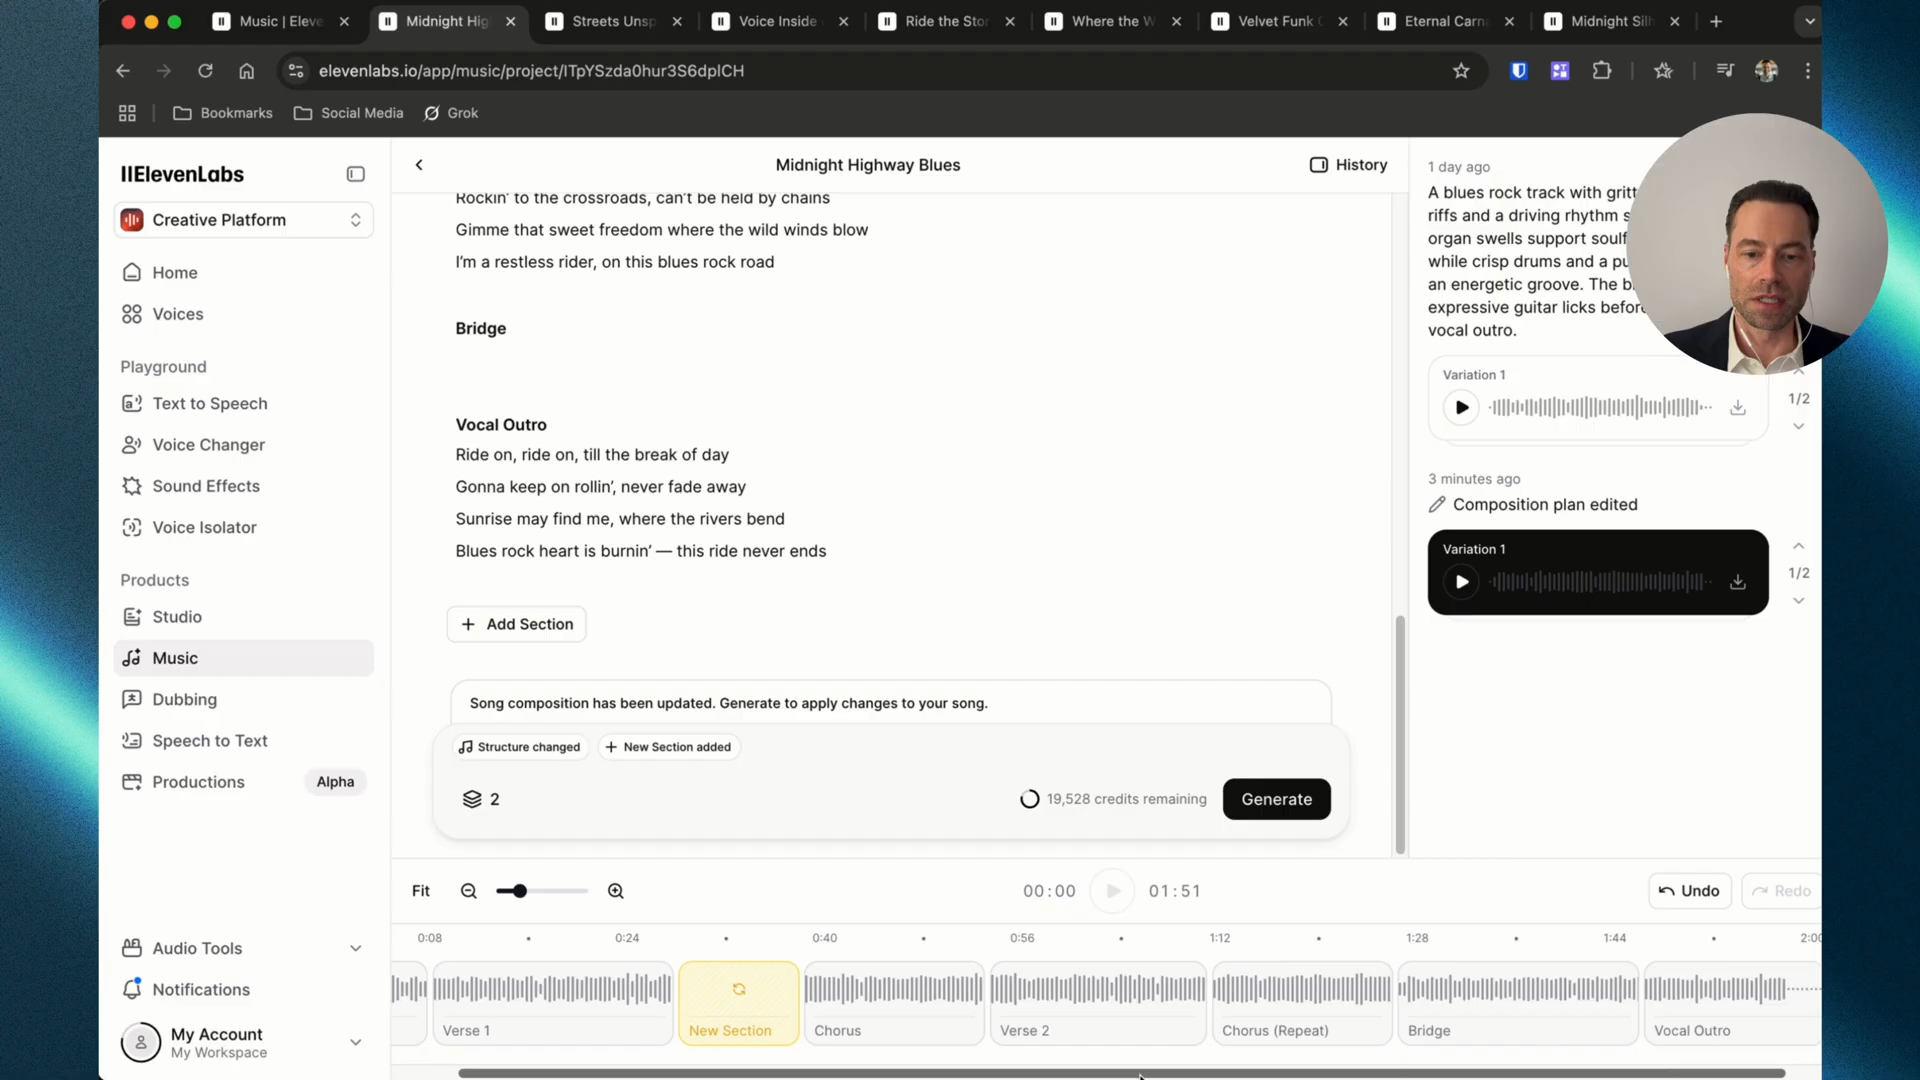 Music | Eleve
Midnight Hig
Streets Unsp
Voice Inside
Ride the Stor
Where the W
Velvet Funk
Eternal Carn
Midnight Silh
elevenlabs.io/app/music/project/ITpYSzda0hur3S6dplCH
Bookmarks
Social Media
Grok
IIElevenLabs
Creative Platform
Home
Voices
Playground
Text to Speech
Voice Changer
Sound Effects
Voice Isolator
Products
Studio
Music
Dubbing
Speech to Text
Productions
Alpha
Audio Tools
Notifications
My Account
My Workspace
Midnight Highway Blues
History
Rockin' to the crossroads, can't be held by chains
Gimme that sweet freedom where the wild winds blow
I'm a restless rider, on this blues rock road
Bridge
Vocal Outro
Ride on, ride on, till the break of day
Gonna keep on rollin', never fade away
Sunrise may find me, where the rivers bend
Blues rock heart is burnin' — this ride never ends
+ Add Section
Song composition has been updated. Generate to apply changes to your song.
Structure changed
+ New Section added
2
19,528 credits remaining
Generate
1 day ago
A blues rock track with gritt
riffs and a driving rhythm s
organ swells support soulf
while crisp drums and a pu
an energetic groove. The b
expressive guitar licks before
vocal outro.
Variation 1
1/2
3 minutes ago
Composition plan edited
Variation 1
1/2
Fit
00:00
01:51
Undo
Redo
0:08
0:24
0:40
0:56
1:12
1:28
1:44
2:00
Verse 1
New Section
Chorus
Verse 2
Chorus (Repeat)
Bridge
Vocal Outro